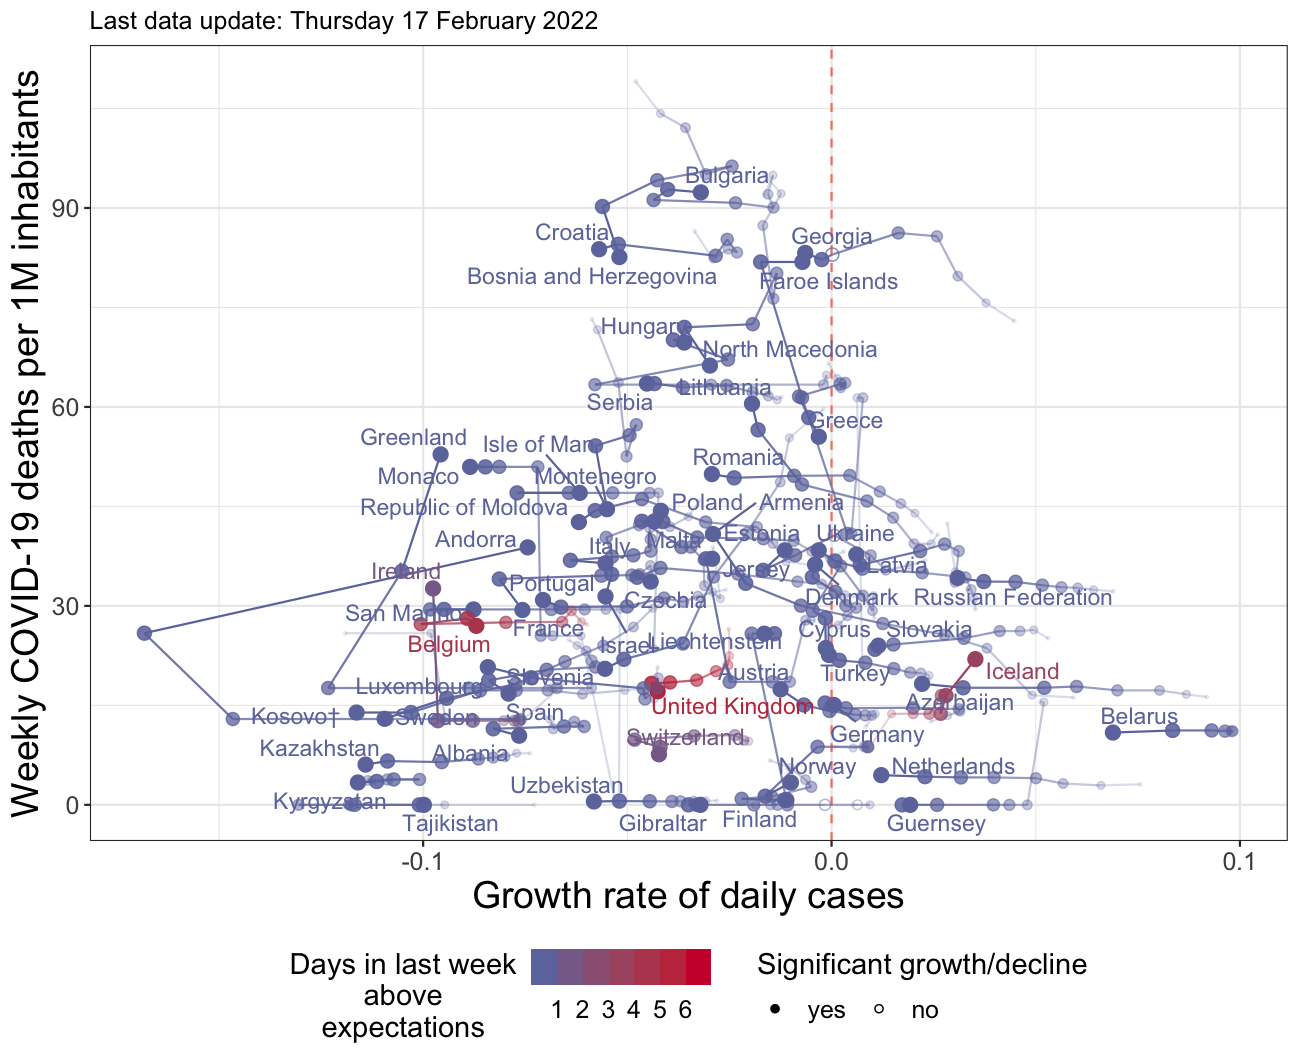 Last data update: Thursday 17 February 2022
Weekly COVID-19 deaths per 1M inhabitants
90
60
30
0
Bulgaria
Croatia
Georgia
Bosnia and Herzegovina
Faroe Islands
Hungary
North Macedonia
Lithuania
Serbia
Greece
Greenland
Isle of Man
Romania
Monaco
Montenegro
Republic of Moldova
Poland
Armenia
Andorra
Italy
Malta
Estonia
Ukraine
Ireland
Portugal
Jersey
Latvia
San Marino
Czechia
Denmark
Russian Federation
Belgium
France
Israel
Liechtenstein
Cyprus
Slovakia
Luxembourg
Slovenia
Austria
Turkey
Iceland
Kosovo†
Sweden
Spain
United Kingdom
Azerbaijan
Belarus
Kazakhstan
Albania
Switzerland
Germany
Kyrgyzstan
Uzbekistan
Norway
Netherlands
Tajikistan
Gibraltar
Finland
Guernsey
-0.1
0.0
0.1
Growth rate of daily cases
Days in last week
above
expectations
1 2 3 4 5 6
Significant growth/decline
yes
no